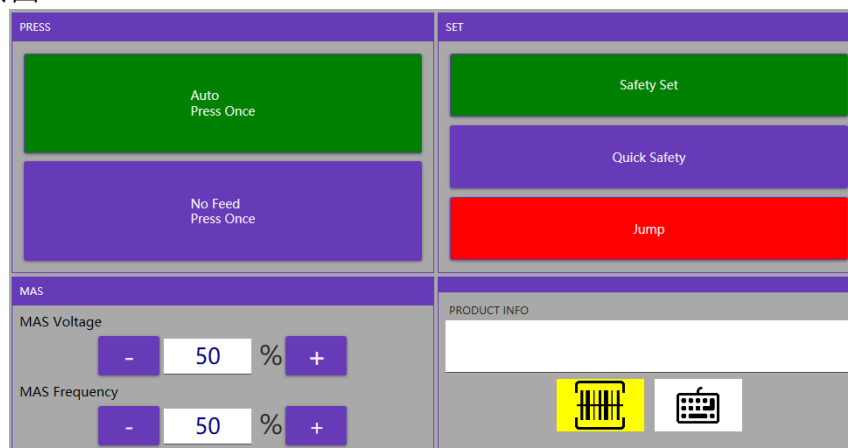 PRESS
Auto
Press Once
No Feed
Press Once
SET
Safety Set
Quick Safety
Jump
MAS
MAS Voltage
- 50 % +
MAS Frequency
- 50 % +
PRODUCT INFO